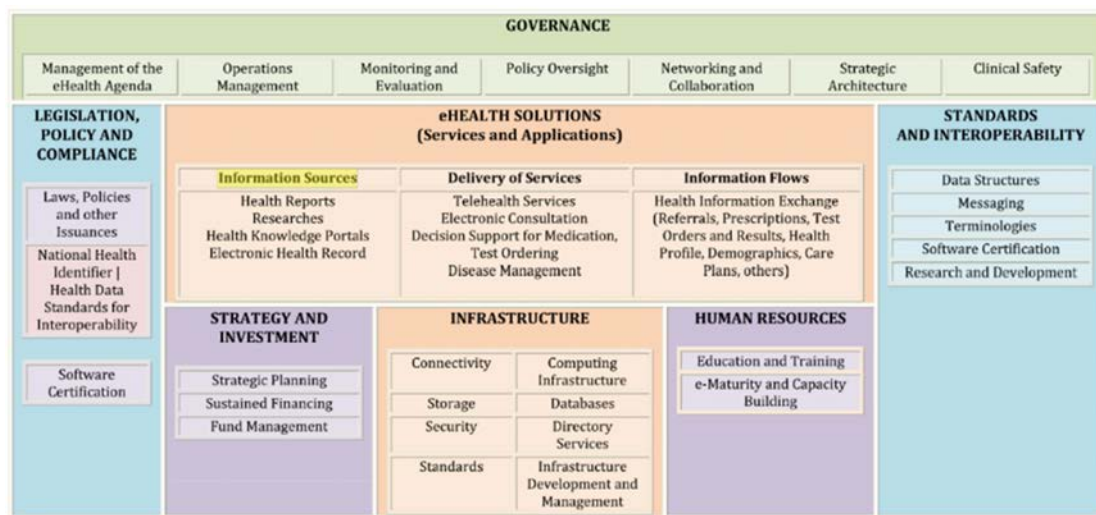 GOVERNANCE
Management of the
eHealth Agenda
Operations
Management
Monitoring and
Evaluation
Policy Oversight
Networking and
Collaboration
Strategic
Architecture
Clinical Safety
LEGISLATION,
POLICY AND
COMPLIANCE
Laws, Policies
and other
Issuances
National Health
Identifier |
Health Data
Standards for
Interoperability
Software
Certification
eHEALTH SOLUTIONS
(Services and Applications)
Information Sources
Health Reports
Researches
Health Knowledge Portals
Electronic Health Record
Delivery of Services
Telehealth Services
Electronic Consultation
Decision Support for Medication,
Test Ordering
Disease Management
Information Flows
Health Information Exchange
(Referrals, Prescriptions, Test
Orders and Results, Health
Profile, Demographics, Care
Plans, others)
STANDARDS
AND INTEROPERABILITY
Data Structures
Messaging
Terminologies
Software Certification
Research and Development
STRATEGY AND
INVESTMENT
Strategic Planning
Sustained Financing
Fund Management
INFRASTRUCTURE
Connectivity
Computing
Infrastructure
Storage
Databases
Security
Directory
Services
Standards
Infrastructure
Development and
Management
HUMAN RESOURCES
Education and Training
e-Maturity and Capacity
Building